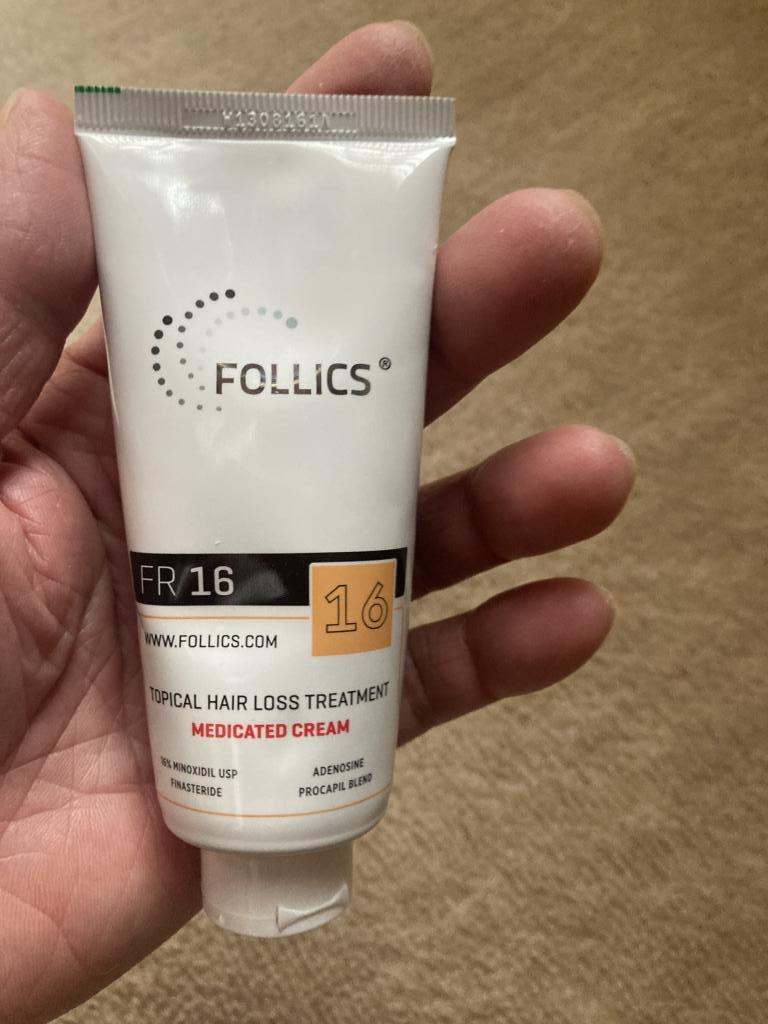 FOLLICS®
FR 16
16
WWW.FOLLICS.COM
TOPICAL HAIR LOSS TREATMENT
MEDICATED CREAM
16% MINOXIDIL USP
FINASTERIDE
ADENOSINE
PROCAPIL BLEND